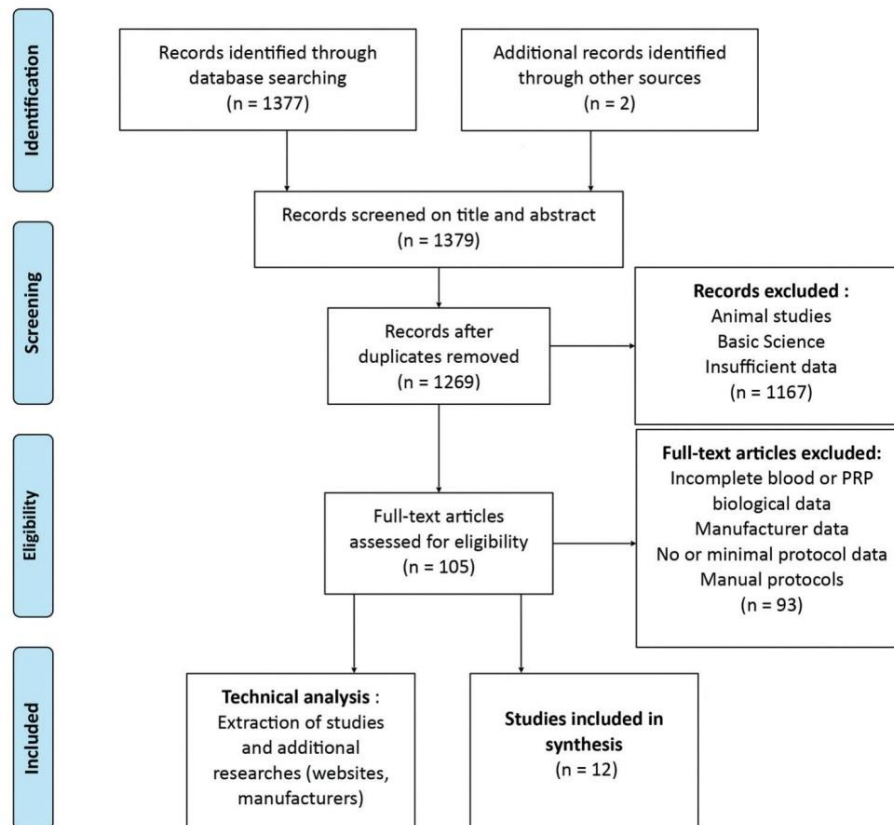 Identification
Records identified through
database searching
(n = 1377)
Additional records identified
through other sources
(n = 2)
Records screened on title and abstract
(n = 1379)
Screening
Records after
duplicates removed
(n = 1269)
Records excluded :
Animal studies
Basic Science
Insufficient data
(n = 1167)
Eligibility
Full-text articles
assessed for eligibility
(n = 105)
Full-text articles excluded:
Incomplete blood or PRP
biological data
Manufacturer data
No or minimal protocol data
Manual protocols
(n = 93)
Included
Technical analysis :
Extraction of studies
and additional
researches (websites,
manufacturers)
Studies included in
synthesis
(n = 12)